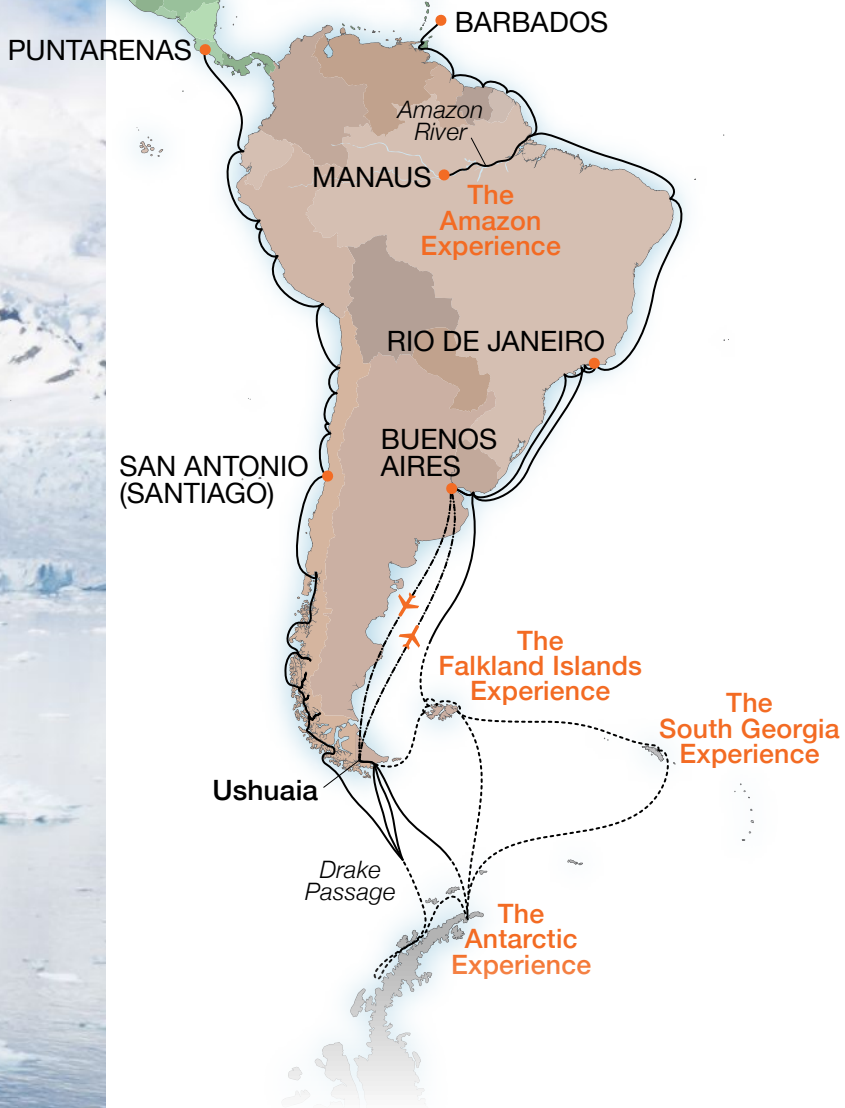 BARBADOS
PUNTARENAS
Amazon
River
MANAUS
The
Amazon
Experience
RIO DE JANEIRO
BUENOS
AIRES
SAN ANTONIO
(SANTIAGO)
The
Falkland Islands
Experience
The
South Georgia
Experience
Ushuaia
Drake
Passage
The
Antarctic
Experience